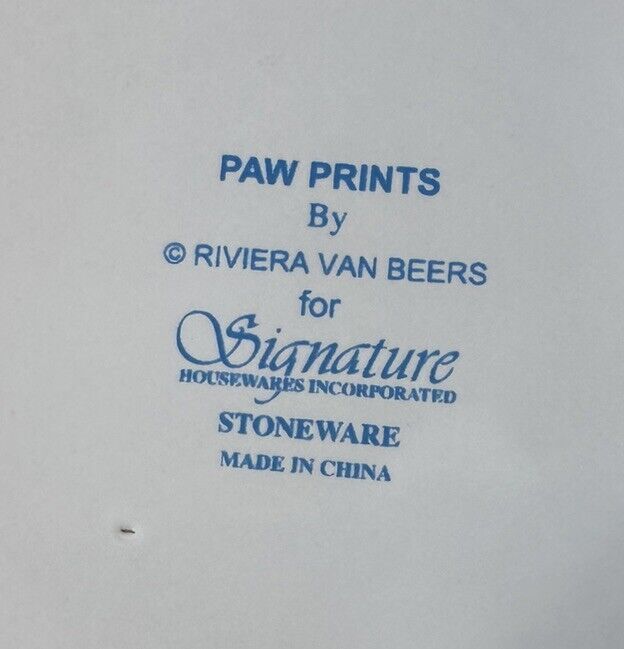 PAW PRINTS
By
© RIVIERA VAN BEERS
for
Signature
HOUSEWARES INCORPORATED
STONEWARE
MADE IN CHINA